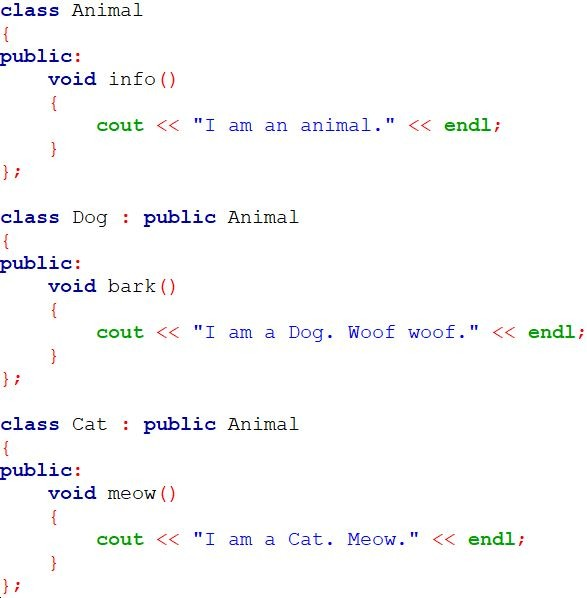 class Animal
{
public:
    void info()
    {
        cout << "I am an animal." << endl;
    }
};

class Dog : public Animal
{
public:
    void bark()
    {
        cout << "I am a Dog. Woof woof." << endl;
    }
};

class Cat : public Animal
{
public:
    void meow()
    {
        cout << "I am a Cat. Meow." << endl;
    }
};